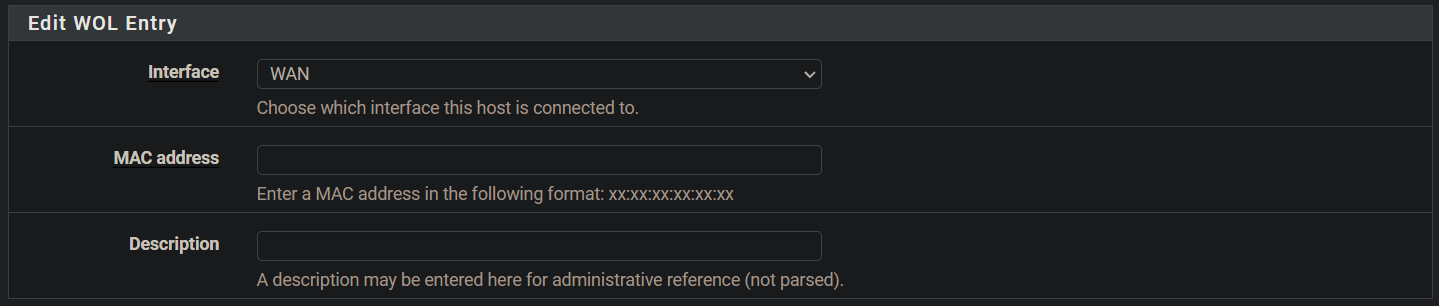 Edit WOL Entry
Interface
WAN
Choose which interface this host is connected to.
MAC address
Enter a MAC address in the following format: xx:xx:xx:xx:xx:xx
Description
A description may be entered here for administrative reference (not parsed).